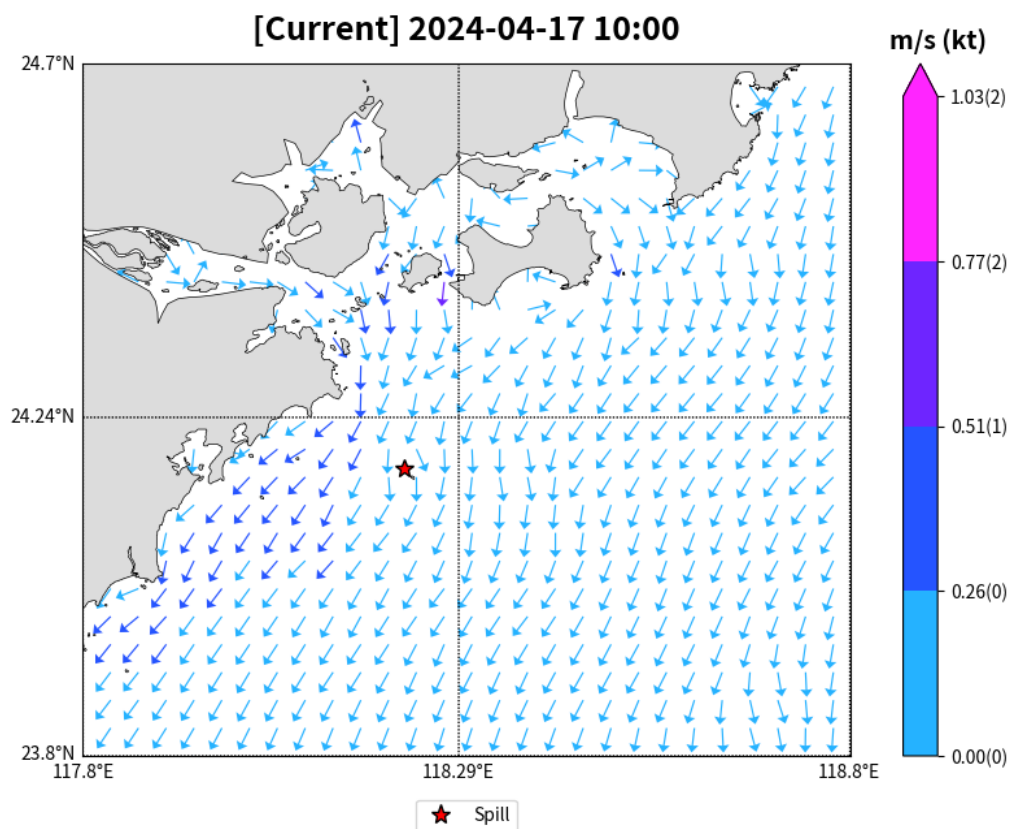 [Current] 2024-04-17 10:00
m/s (kt)
24.7°N
1.03(2)
0.77(2)
0.51(1)
24.24°N
0.26(0)
23.8°N
0.00(0)
117.8°E
118.29°E
118.8°E
Spill